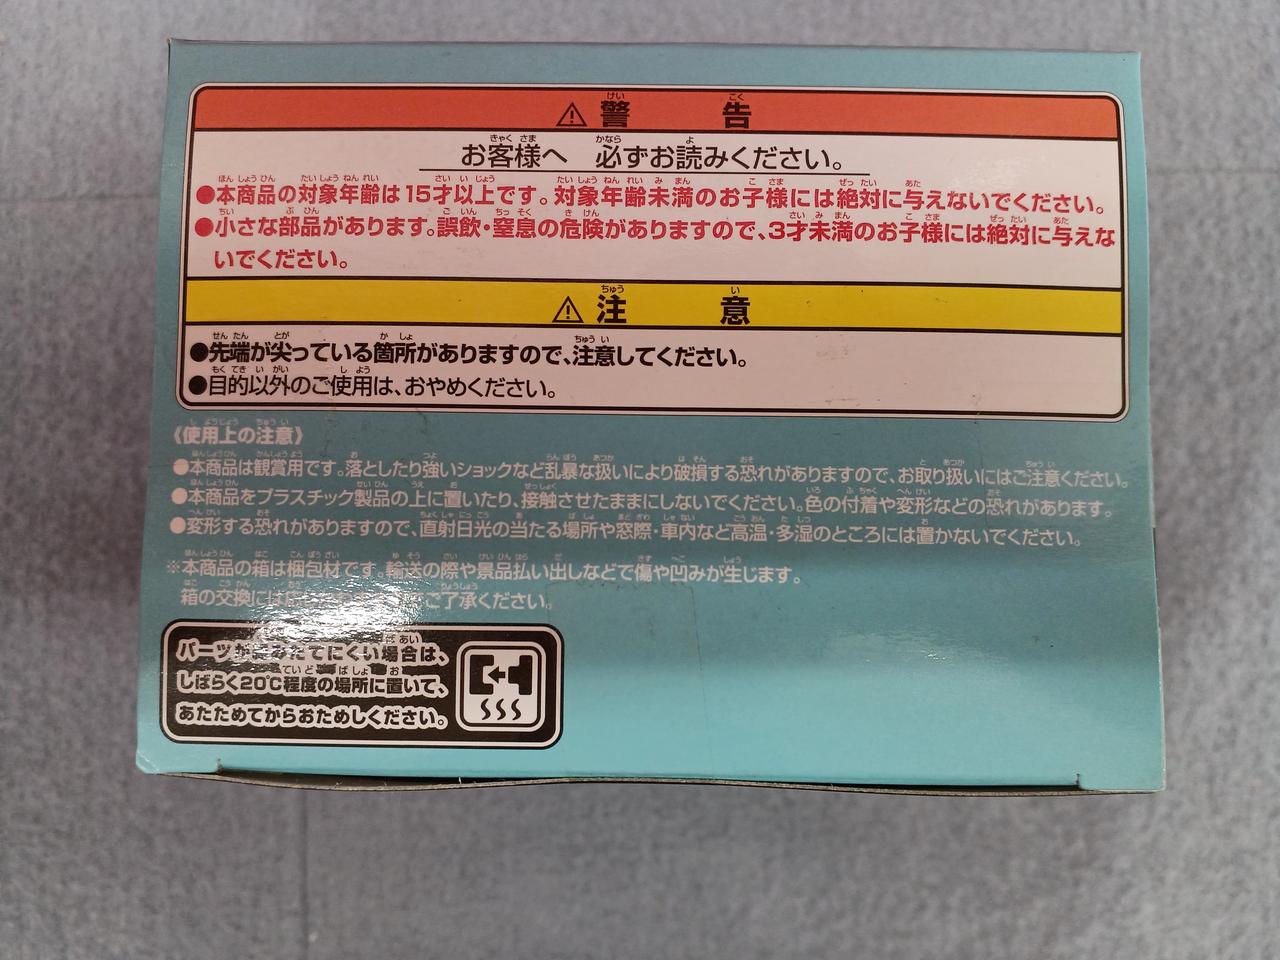 ⚠警告
お客様へ 必ずお読みください。
●本商品の対象年齢は15才以上です。対象年齢未満のお子様には絶対に与えないでください。
●小さな部品があります。誤飲・窒息の危険がありますので、3才未満のお子様には絶対に与えな
いでください。
⚠注意
●先端が尖っている箇所がありますので、注意してください。
●目的以外のご使用は、おやめください。
《使用上の注意》
●本商品は観賞用です。落としたり強いショックなど乱暴な扱いにより破損する恐れがありますので、お取り扱いにはご注意ください。
●本商品をプラスチック製品の上に置いたり、接触させたままにしないでください。色の付着や変形などの恐れがあります。
●変形する恐れがありますので、直射日光の当たる場所や窓際・車内など高温・多湿のところには置かないでください。
※本商品の箱は梱包材です。輸送の際や景品払い出しなどで傷や凹みが生じます。
箱の交換には ご了承ください。
パーツが にくい場合は、
しばらく20℃程度の場所に置いて、
あたためてからおためしください。